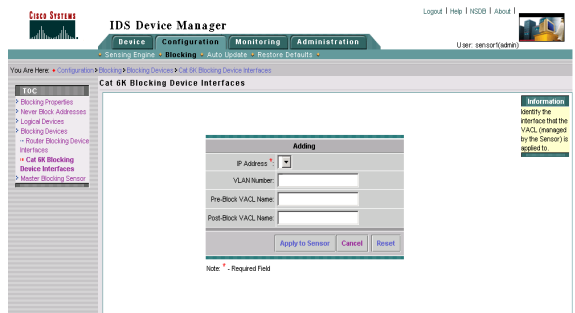 CISCO SYSTEMS
Logout | Help | NSDB | About |
IDS Device Manager
Device Configuration Monitoring Administration
User: sensor1(admin)
Sensing Engine Blocking Auto Update Restore Defaults
You Are Here: Configuration > Blocking > Blocking Devices > Cat 6K Blocking Device Interfaces
Cat 6K Blocking Device Interfaces
TOC
Blocking Properties
Never Block Addresses
Logical Devices
Blocking Devices
Router Blocking Device
Interfaces
Cat 6K Blocking
Device Interfaces
Master Blocking Sensor
Adding
IP Address *:
VLAN Number:
Pre-Block VACL Name:
Post-Block VACL Name:
Apply to Sensor Cancel Reset
Note: * - Required Field
Information
Identify the
interface that the
VACL (managed
by the Sensor) is
applied to.